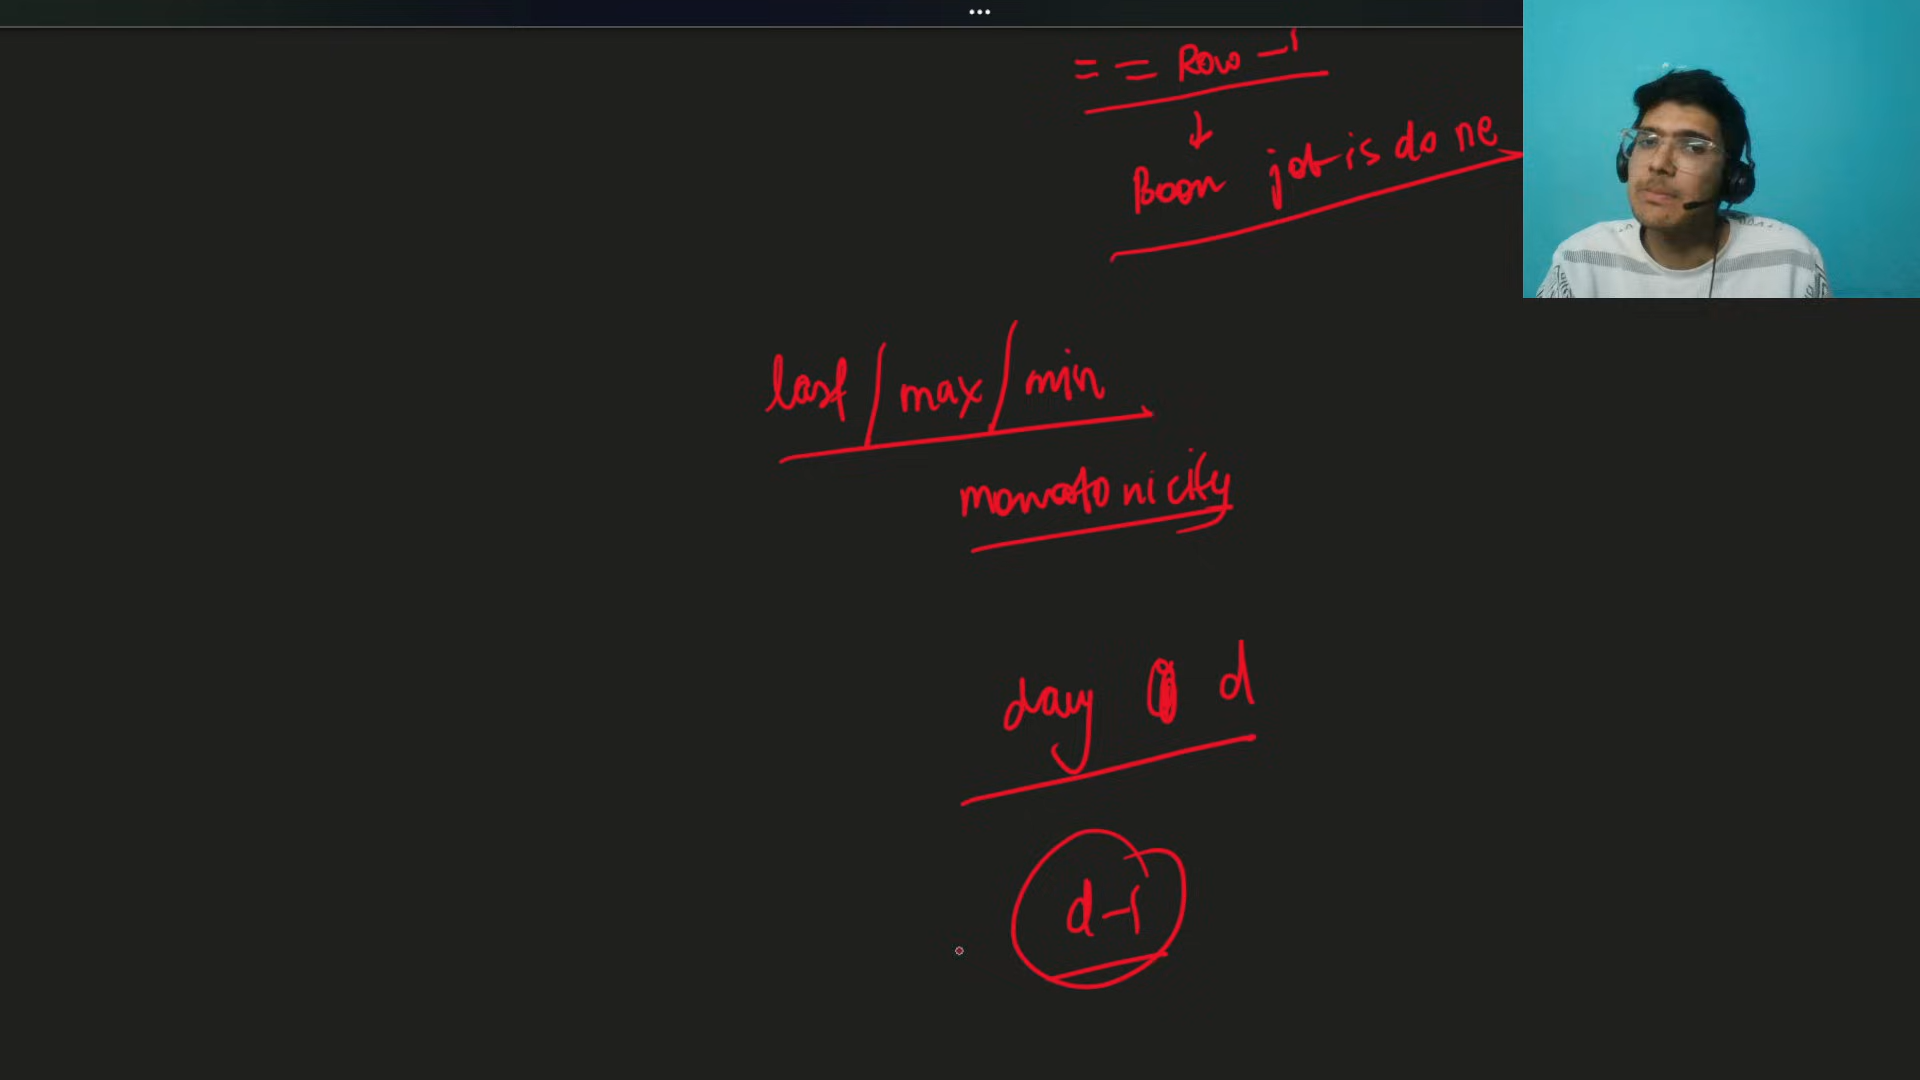 = = Row - 1
Boom job is done
last / max / min
monotonicity
day d
d-1